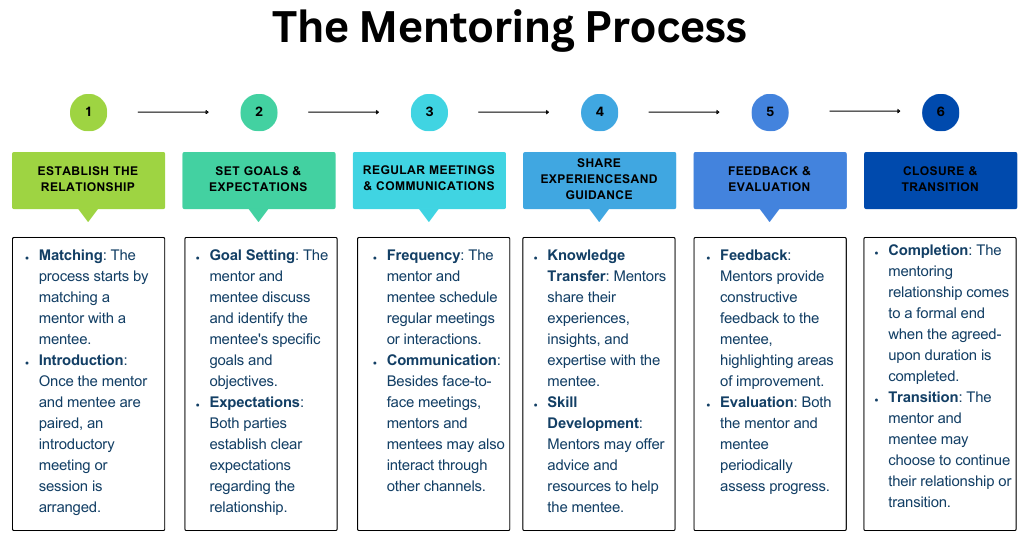 The Mentoring Process
1
2
3
4
5
6
ESTABLISH THE
RELATIONSHIP
SET GOALS &
EXPECTATIONS
REGULAR MEETINGS
& COMMUNICATIONS
SHARE
EXPERIENCESAND
GUIDANCE
FEEDBACK &
EVALUATION
CLOSURE &
TRANSITION
• Matching: The
process starts by
matching a
mentor with a
mentee.
• Introduction:
Once the mentor
and mentee are
paired, an
introductory
meeting or
session is
arranged.
• Goal Setting: The
mentor and
mentee discuss
and identify the
mentee's specific
goals and
objectives.
• Expectations:
Both parties
establish clear
expectations
regarding the
relationship.
• Frequency: The
mentor and
mentee schedule
regular meetings
or interactions.
• Communication:
Besides face-to-
face meetings,
mentors and
mentees may also
interact through
other channels.
• Knowledge
Transfer: Mentors
share their
experiences,
insights, and
expertise with the
mentee.
• Skill
Development:
Mentors may offer
advice and
resources to help
the mentee.
• Feedback:
Mentors provide
constructive
feedback to the
mentee,
highlighting areas
of improvement.
• Evaluation: Both
the mentor and
mentee
periodically
assess progress.
• Completion: The
mentoring
relationship comes
to a formal end
when the agreed-
upon duration is
completed.
• Transition: The
mentor and
mentee may
choose to continue
their relationship or
transition.